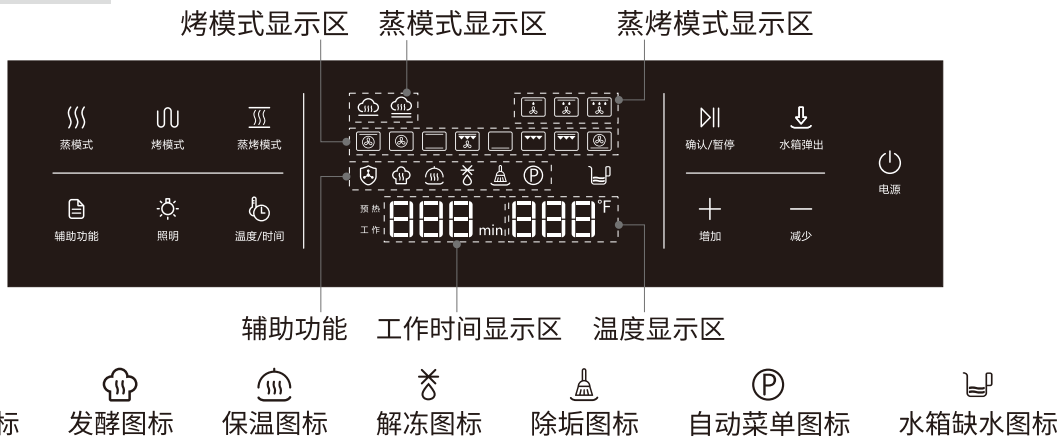 烤模式显示区 蒸模式显示区 蒸烤模式显示区
蒸模式 烤模式 蒸烤模式 确认/暂停 水箱弹出
电源
预热 888 888 °F
工作 min
辅助功能 照明 温度/时间 增加 减少
辅助功能 工作时间显示区 温度显示区
标 发酵图标 保温图标 解冻图标 除垢图标 自动菜单图标 水箱缺水图标